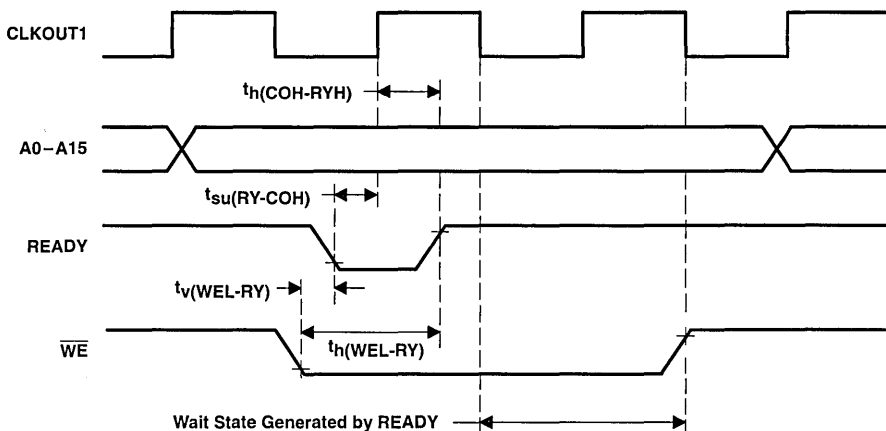 CLKOUT1
th(COH-RYH)
A0–A15
tsu(RY-COH)
READY
tv(WEL-RY)
th(WEL-RY)
WE
Wait State Generated by READY